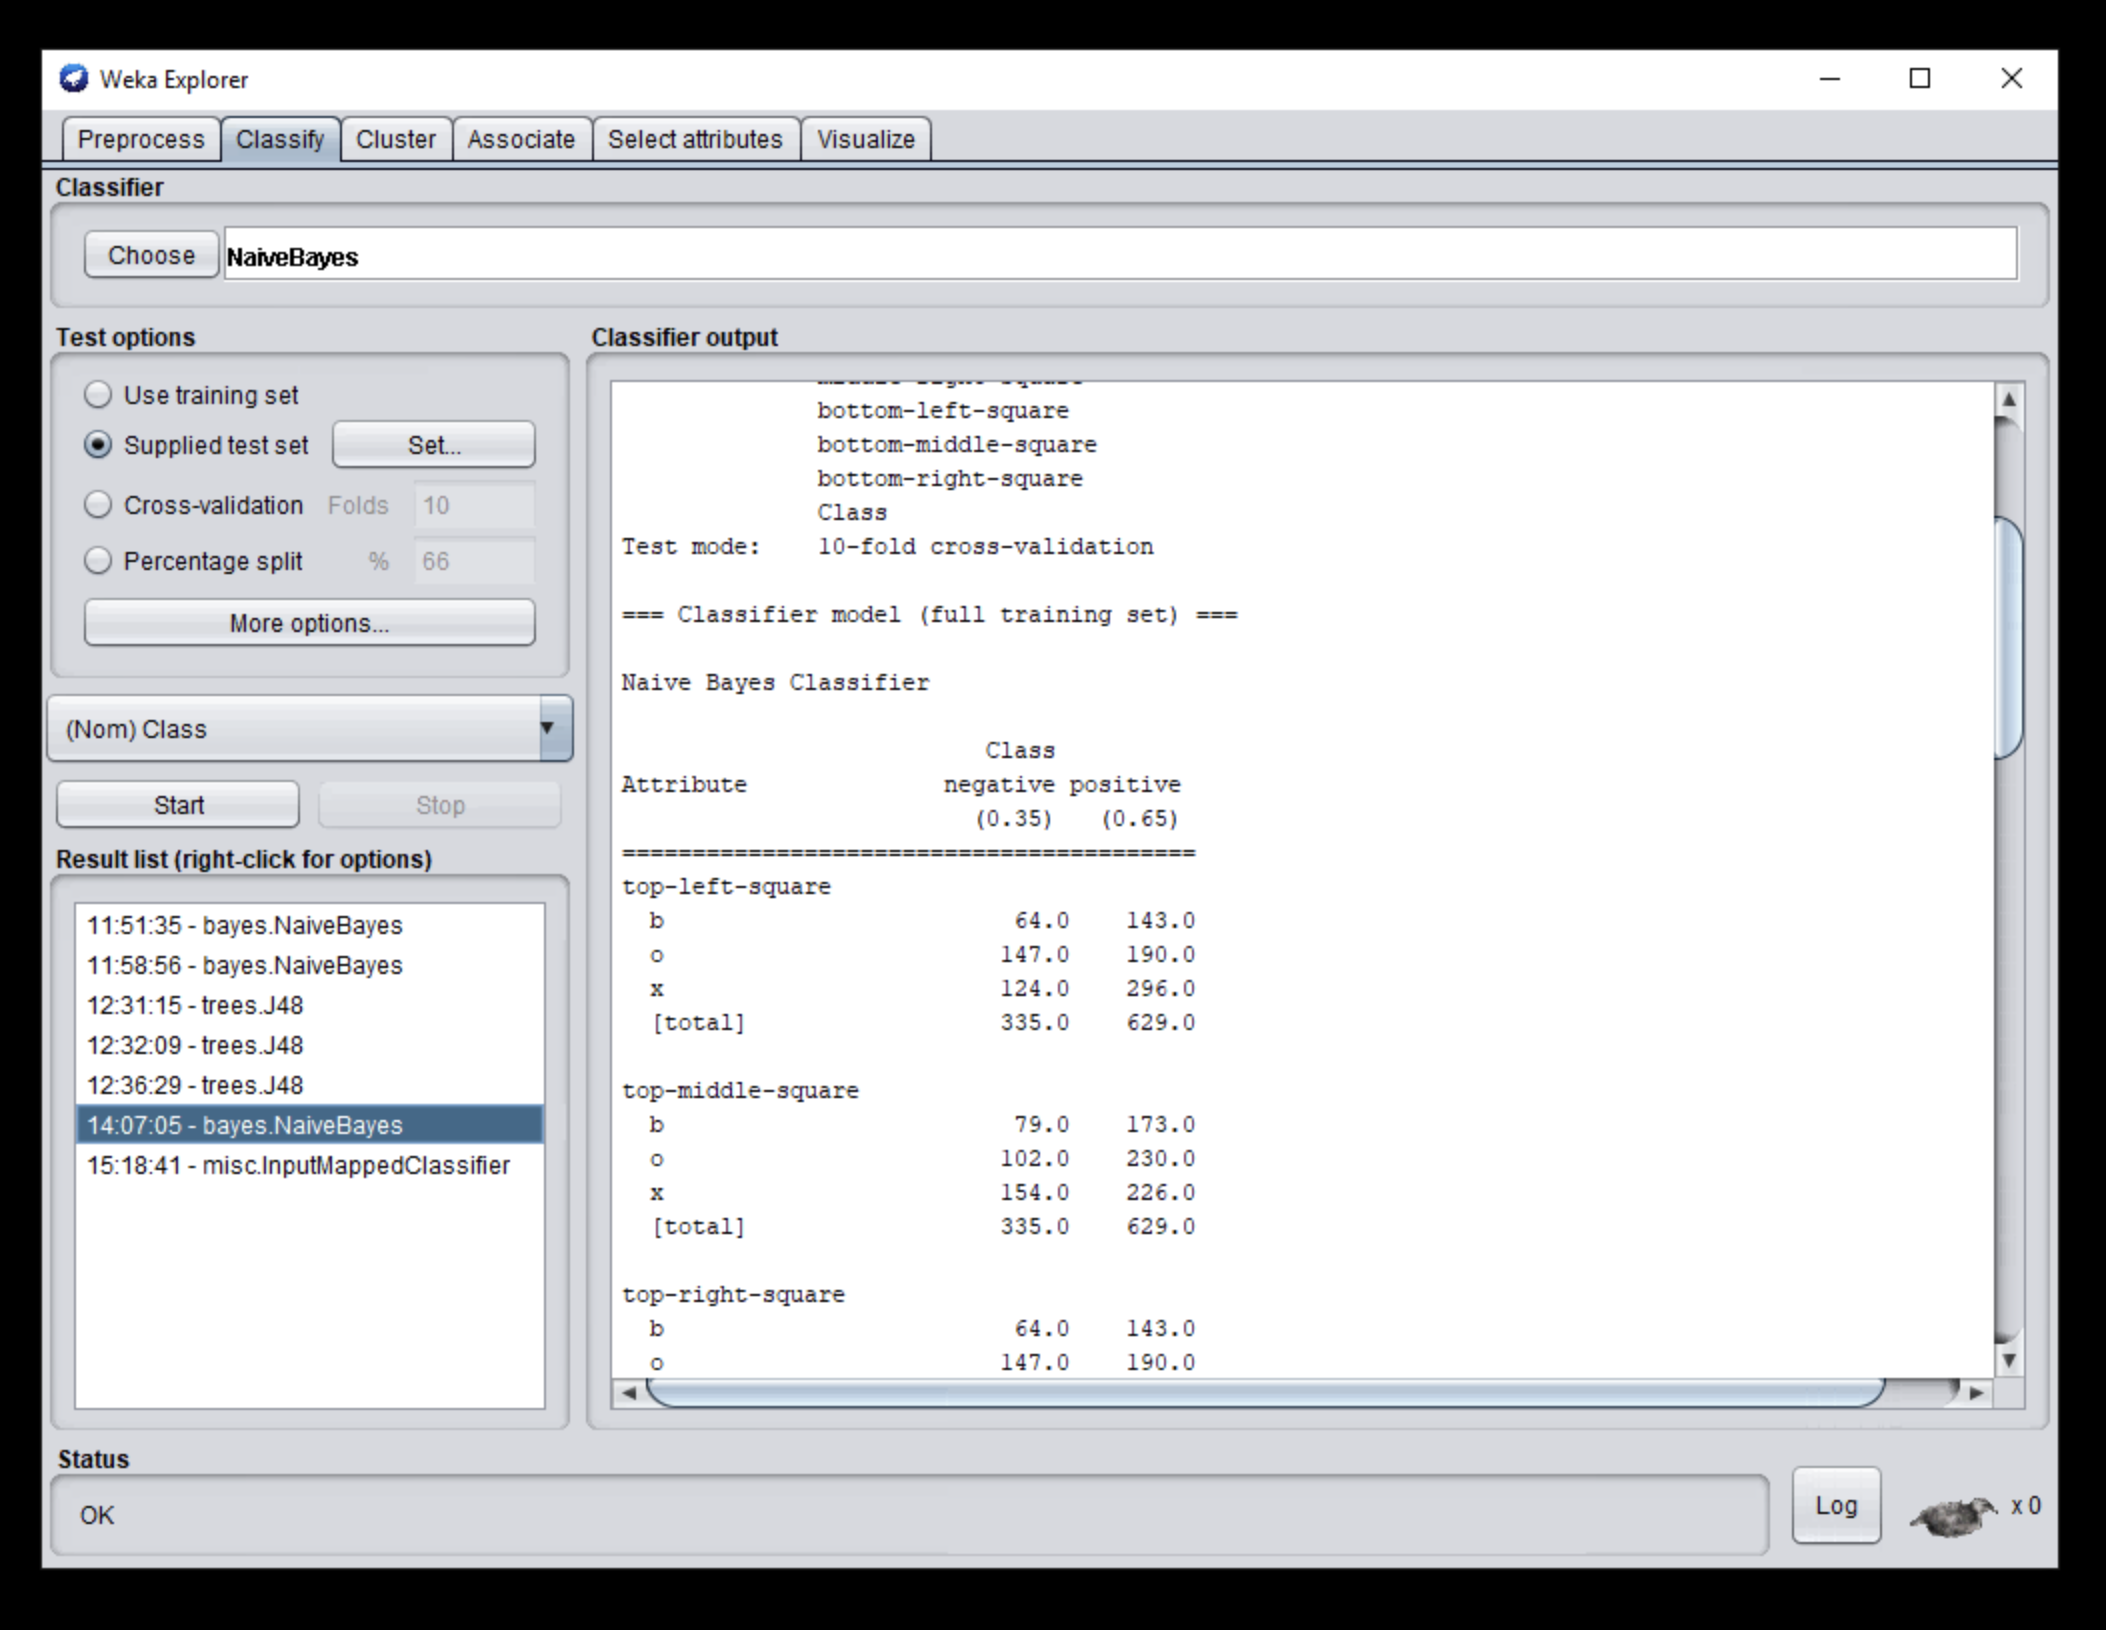 Weka Explorer
Preprocess Classify Cluster Associate Select attributes Visualize
Classifier
Choose NaiveBayes
Test options
Use training set
Supplied test set Set...
Cross-validation Folds 10
Percentage split % 66
More options...
(Nom) Class
Start Stop
Result list (right-click for options)
11:51:35 - bayes.NaiveBayes
11:58:56 - bayes.NaiveBayes
12:31:15 - trees.J48
12:32:09 - trees.J48
12:36:29 - trees.J48
14:07:05 - bayes.NaiveBayes
15:18:41 - misc.InputMappedClassifier
Classifier output
middle-right-square
bottom-left-square
bottom-middle-square
bottom-right-square
Class
Test mode: 10-fold cross-validation
=== Classifier model (full training set) ===
Naive Bayes Classifier
Class
Attribute negative positive
(0.35) (0.65)
=========================================
top-left-square
b 64.0 143.0
o 147.0 190.0
x 124.0 296.0
[total] 335.0 629.0
top-middle-square
b 79.0 173.0
o 102.0 230.0
x 154.0 226.0
[total] 335.0 629.0
top-right-square
b 64.0 143.0
o 147.0 190.0
Status
OK
Log x 0